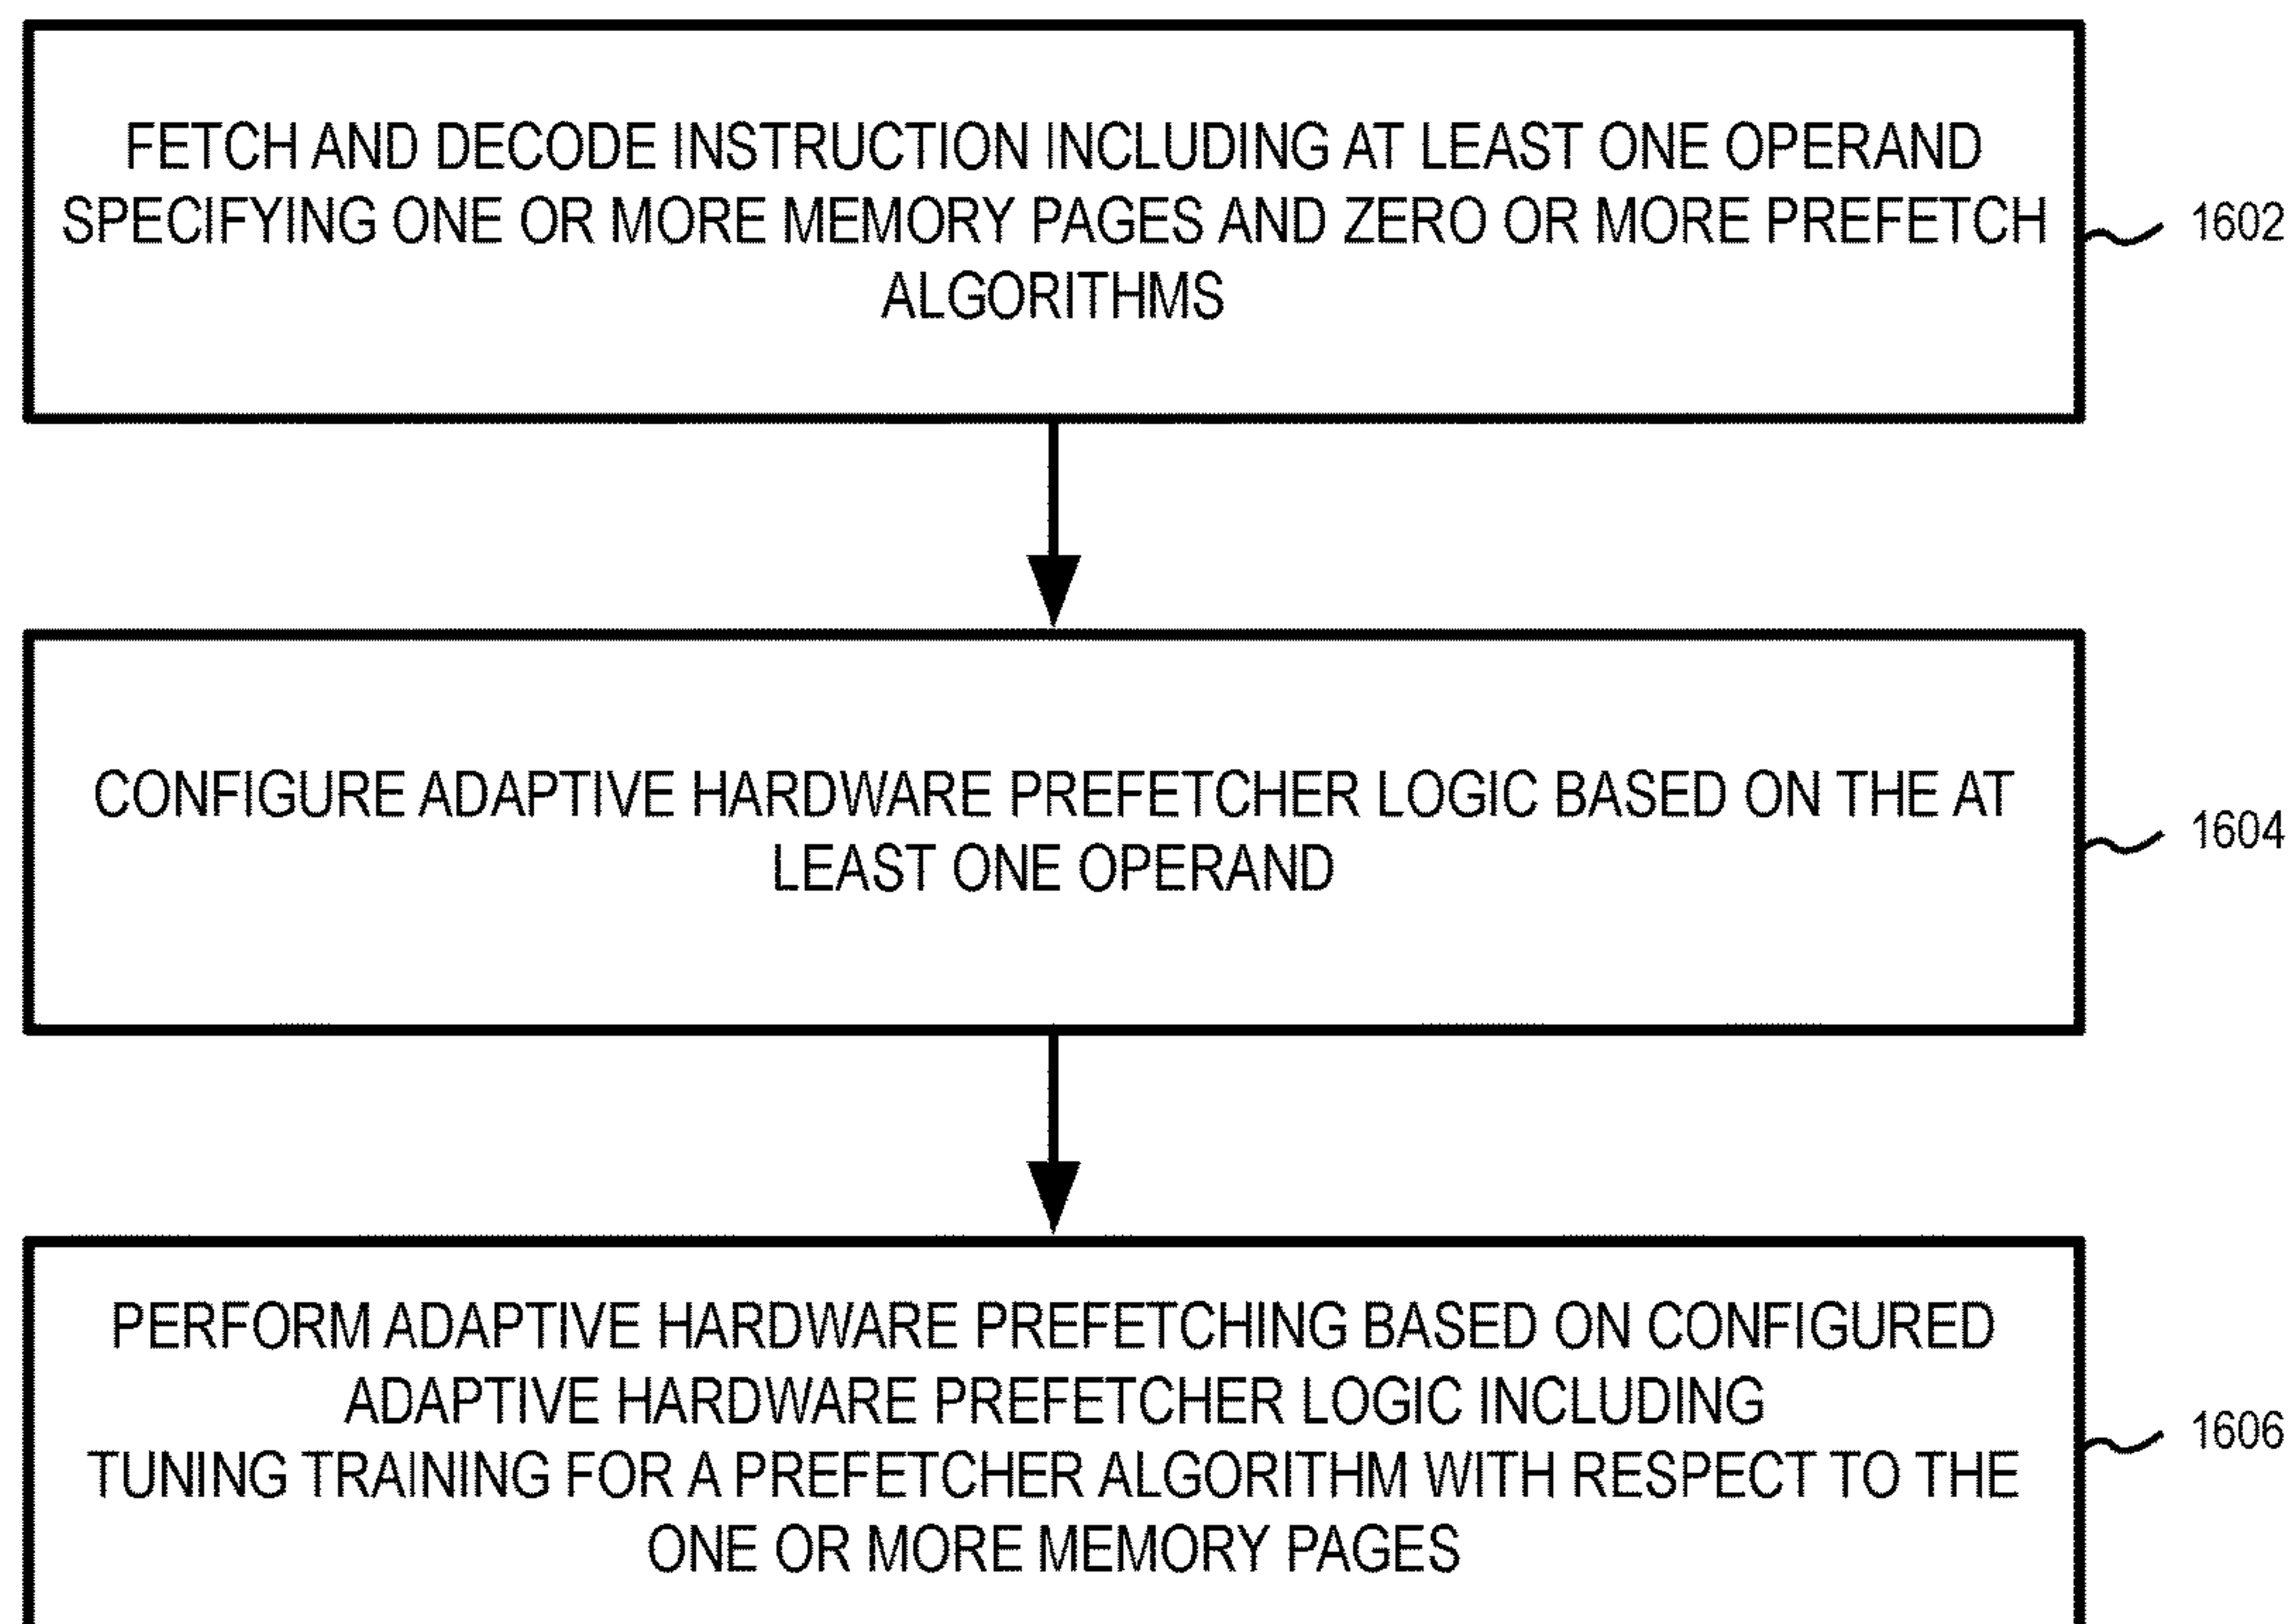 FETCH AND DECODE INSTRUCTION INCLUDING AT LEAST ONE OPERAND
SPECIFYING ONE OR MORE MEMORY PAGES AND ZERO OR MORE PREFETCH
ALGORITHMS
1602
CONFIGURE ADAPTIVE HARDWARE PREFETCHER LOGIC BASED ON THE AT
LEAST ONE OPERAND
1604
PERFORM ADAPTIVE HARDWARE PREFETCHING BASED ON CONFIGURED
ADAPTIVE HARDWARE PREFETCHER LOGIC INCLUDING
TUNING TRAINING FOR A PREFETCHER ALGORITHM WITH RESPECT TO THE
ONE OR MORE MEMORY PAGES
1606